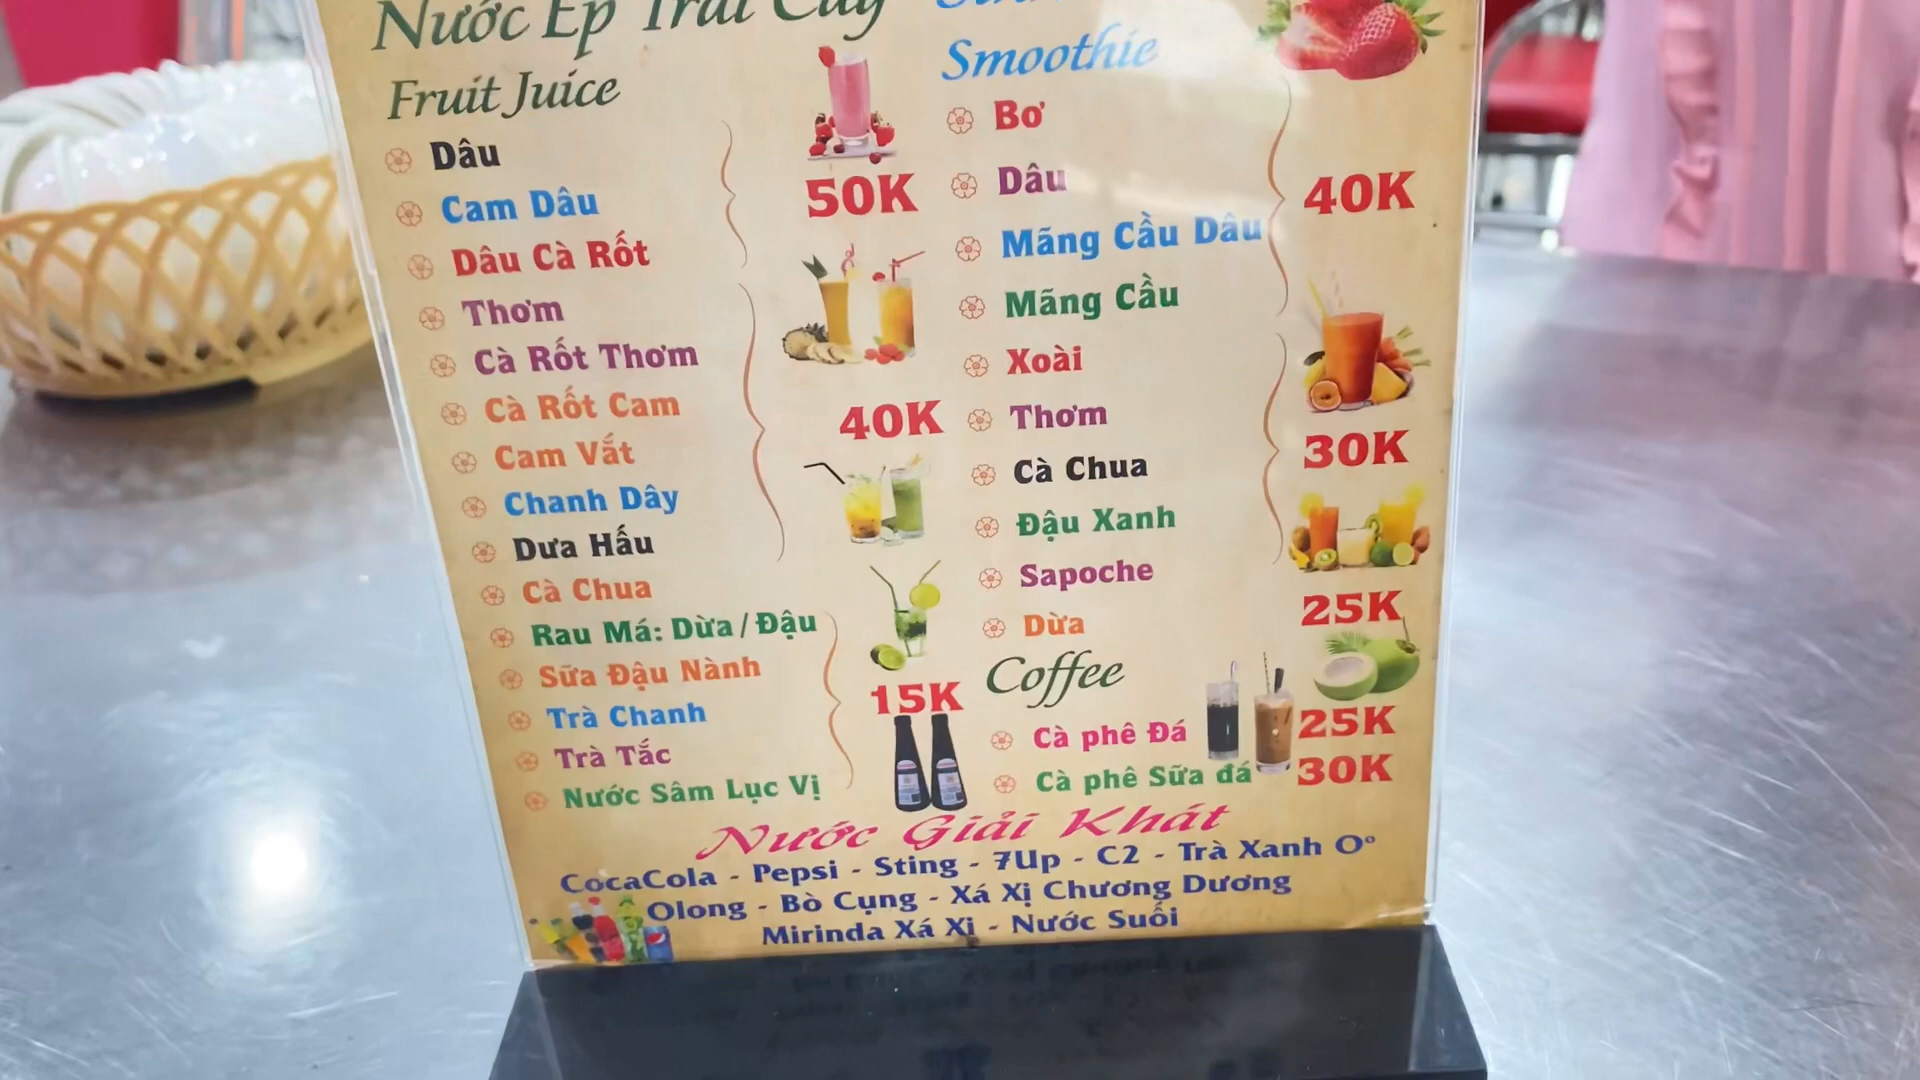 Nước Ép Trái Cây
Fruit Juice
Dâu
Cam Dâu
Dâu Cà Rốt
50K
Thơm
Cà Rốt Thơm
Cà Rốt Cam
Cam Vắt
Chanh Dây
Dưa Hấu
Cà Chua
40K
Rau Má: Dừa / Đậu
Sữa Đậu Nành
Trà Chanh
Trà Tắc
Nước Sâm Lục Vị
15K
Smoothie
Bơ
Dâu
Mãng Cầu Dâu
Mãng Cầu
40K
Xoài
Thơm
Cà Chua
Đậu Xanh
Sapoche
30K
Dừa
25K
Coffee
Cà phê Đá 25K
Cà phê Sữa đá 30K
Nước Giải Khát
CocaCola - Pepsi - Sting - 7Up - C2 - Trà Xanh O°
Olong - Bò Cụng - Xá Xị Chương Dương
Mirinda Xá Xị - Nước Suối